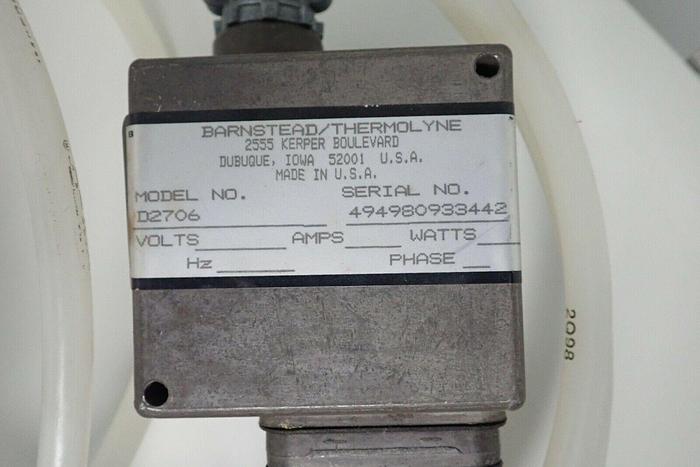 BARNSTEAD/THERMOLYNE
2555 KERPER BOULEVARD
DUBUQUE, IOWA 52001 U.S.A.
MADE IN U.S.A.
MODEL NO. SERIAL NO.
D2706 494980933442
VOLTS AMPS WATTS
Hz PHASE
2098